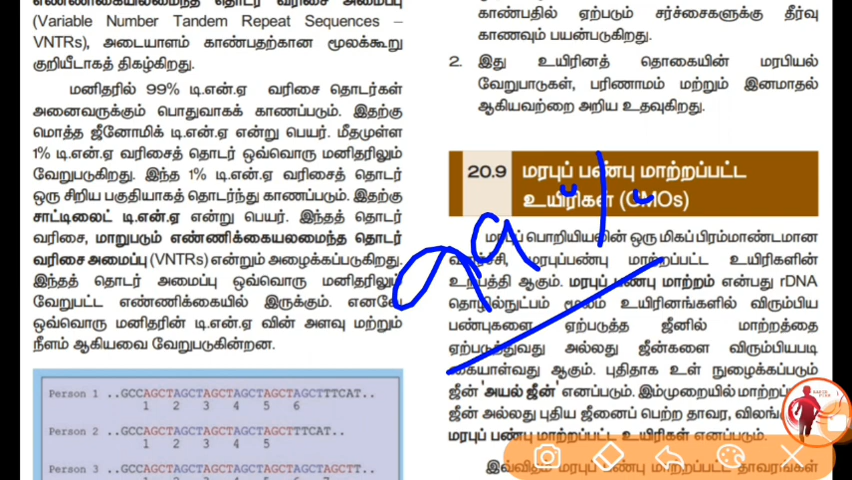 எண்ணிக்கையலமைந்த தொடர் வரிசை அமைப்பு
(Variable Number Tandem Repeat Sequences –
VNTRs), அடையாளம் காண்பதற்கான மூலக்கூறு
குறியீடாகத் திகழ்கிறது.
மனிதரில் 99% டி.என்.ஏ வரிசை தொடர்கள்
அனைவருக்கும் பொதுவாகக் காணப்படும். இதற்கு
மொத்த ஜீனோமிக் டி.என்.ஏ என்று பெயர். மீதமுள்ள
1% டி.என்.ஏ வரிசைத் தொடர் ஒவ்வொரு மனிதரிலும்
வேறுபடுகிறது. இந்த 1% டி.என்.ஏ வரிசைத் தொடர்
ஒரு சிறிய பகுதியாகத் தொடர்ந்து காணப்படும். இதற்கு
சாட்டிலைட் டி.என்.ஏ என்று பெயர். இந்தத் தொடர்
வரிசை, மாறுபடும் எண்ணிக்கையலமைந்த தொடர்
வரிசை அமைப்பு (VNTRs) என்றும் அழைக்கப்படுகிறது.
இந்தத் தொடர் அமைப்பு ஒவ்வொரு மனிதரிலும்
வேறுபட்ட எண்ணிக்கையில் இருக்கும். எனவே
ஒவ்வொரு மனிதரின் டி.என்.ஏ வின் அளவு மற்றும்
நீளம் ஆகியவை வேறுபடுகின்றன.
Person 1 ..GCCAGCTAGCTAGCTAGCTAGCTAGCTTTCAT..
1 2 3 4 5 6
Person 2 ..GCCAGCTAGCTAGCTAGCTAGCTTTCAT..
1 2 3 4 5
Person 3 ..GCCAGCTAGCTAGCTAGCTAGCTAGCTAGCTT..
காண்பதில் ஏற்படும் சர்ச்சைகளுக்கு தீர்வு
காணவும் பயன்படுகிறது.
2. இது உயிரினத் தொகையின் மரபியல்
வேறுபாடுகள், பரிணாமம் மற்றும் இனமாதல்
ஆகியவற்றை அறிய உதவுகிறது.
20.9 மரபுப் பண்பு மாற்றப்பட்ட
உயிரிகள் (GMOs)
மரபுப் பொறியியலின் ஒரு மிகப் பிரம்மாண்டமான
மரபுப்பண்பு மாற்றப்பட்ட உயிரிகளின்
உற்பத்தி ஆகும். மரபுப் பண்பு மாற்றம் என்பது rDNA
தொழில்நுட்பம் மூலம் உயிரினங்களில் விரும்பிய
பண்புகளை ஏற்படுத்த ஜீனில் மாற்றத்தை
ஏற்படுத்துவது அல்லது ஜீன்களை விரும்பியபடி
கையாள்வது ஆகும். புதிதாக உள் நுழைக்கப்படும்
ஜீன் 'அயல் ஜீன்' எனப்படும். இம்முறையில்
ஜீன் அல்லது புதிய ஜீனைப் பெற்ற தாவர,
மரபுப் பண்பு மாற்றப்பட்ட உயிரிகள் எனப்படும்.
இவ்விதம் மரபுப் பண்பு மாற்றப்பட்ட தாவரங்கள்